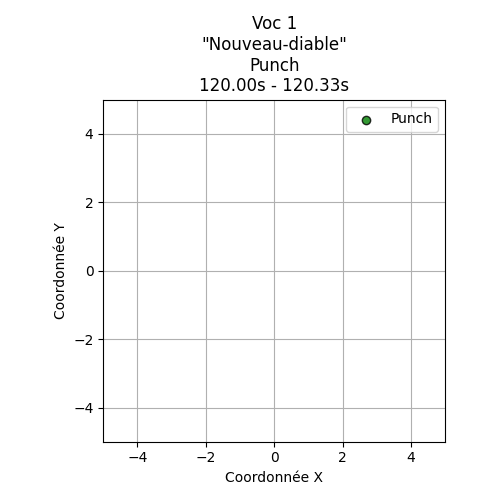 Voc 1
"Nouveau-diable"
Punch
120.00s - 120.33s
Punch
4
2
0
−2
−4
Coordonnée Y
−4 −2 0 2 4
Coordonnée X